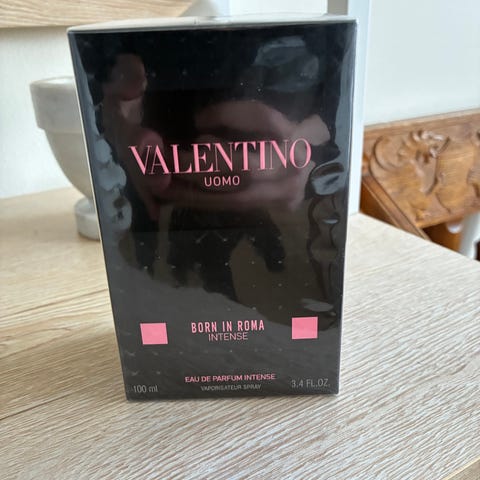 VALENTINO
UOMO
BORN IN ROMA
INTENSE
EAU DE PARFUM INTENSE
100 ml VAPORISATEUR SPRAY 3.4 FL.OZ.